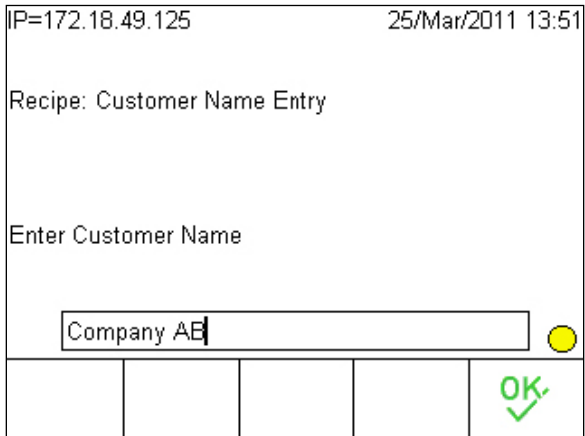 IP=172.18.49.125 25/Mar/2011 13:51
Recipe: Customer Name Entry
Enter Customer Name
Company AB
OK